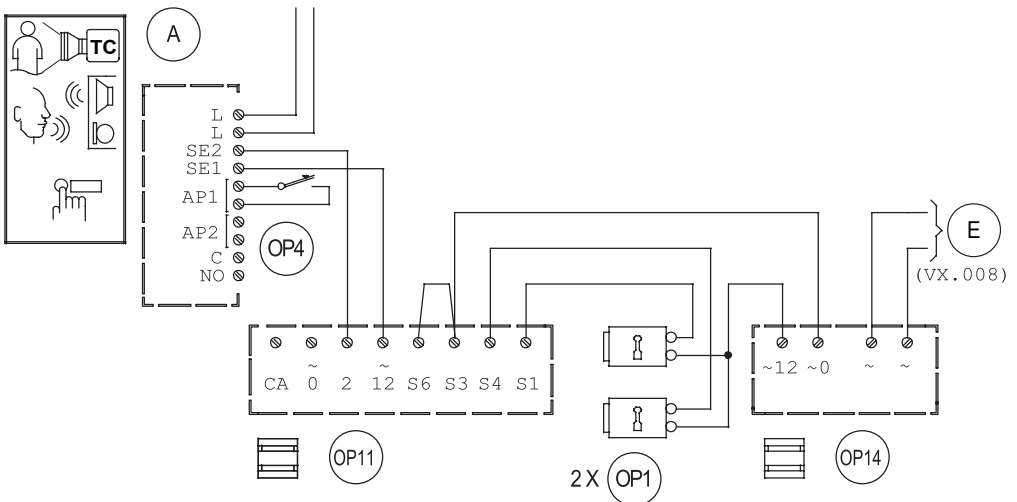 TC
A
L
L
SE2
SE1
AP1
AP2
C
NO
OP4
E
(VX.008)
~ ~
CA 0 2 12 S6 S3 S4 S1
~12 ~0 ~ ~
OP11
2 X OP1
OP14